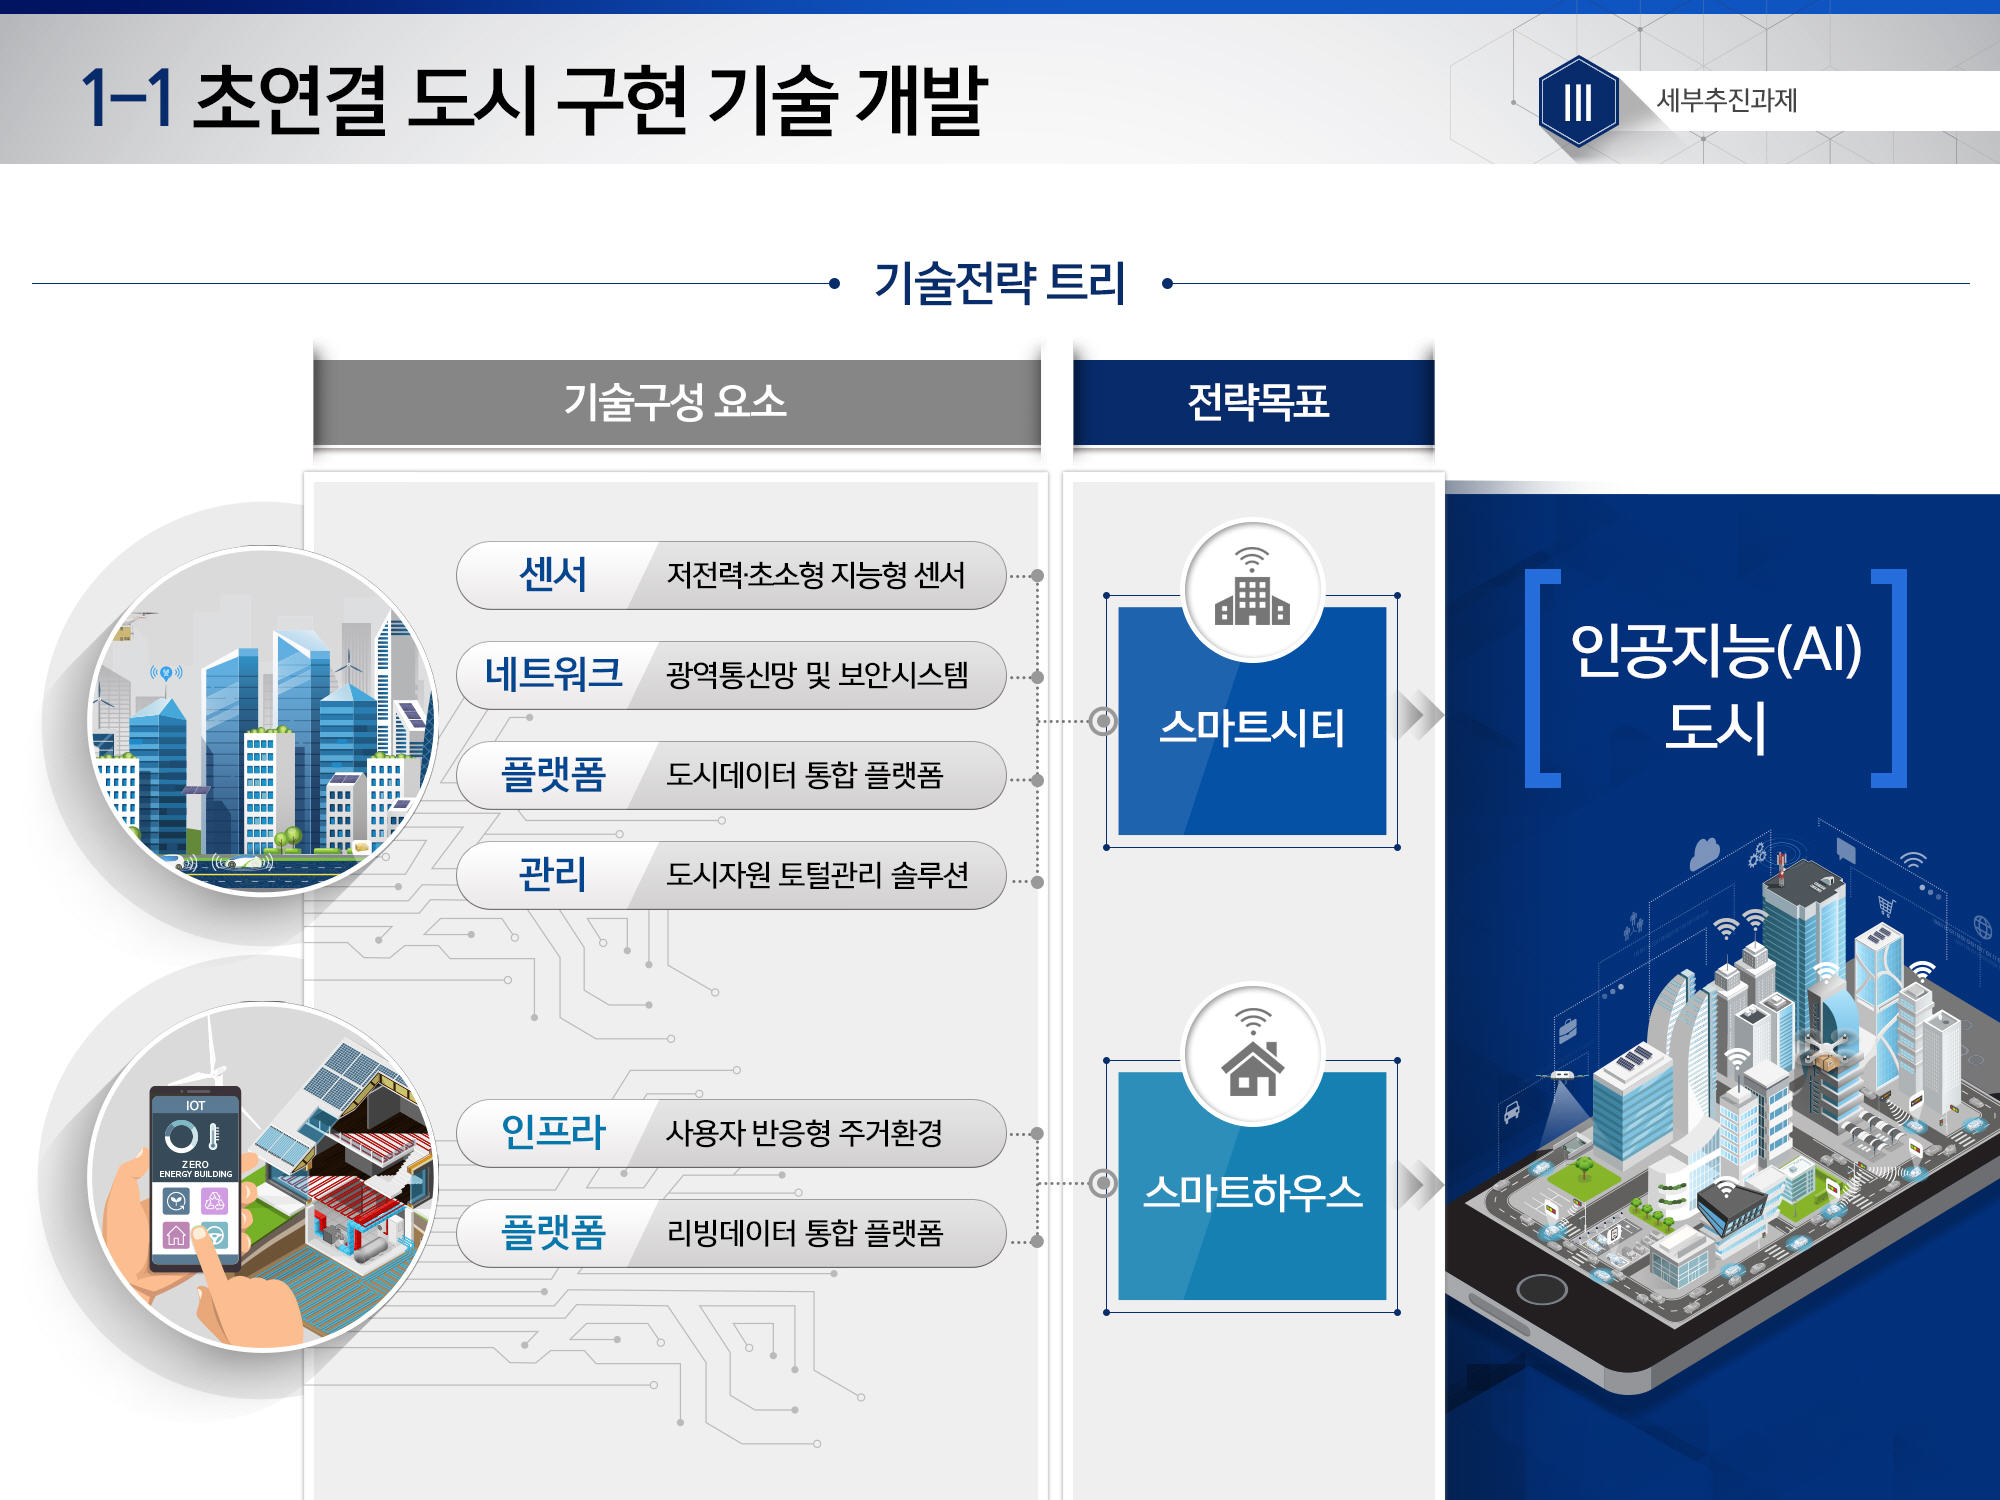 1-1 초연결 도시 구현 기술 개발
III 세부추진과제
기술전략 트리
기술구성 요소
전략목표
센서 저전력·초소형 지능형 센서
네트워크 광역통신망 및 보안시스템
플랫폼 도시데이터 통합 플랫폼
관리 도시자원 토털관리 솔루션
스마트시티
인공지능(AI)
도시
IOT
ZERO
ENERGY BUILDING
인프라 사용자 반응형 주거환경
플랫폼 리빙데이터 통합 플랫폼
스마트하우스